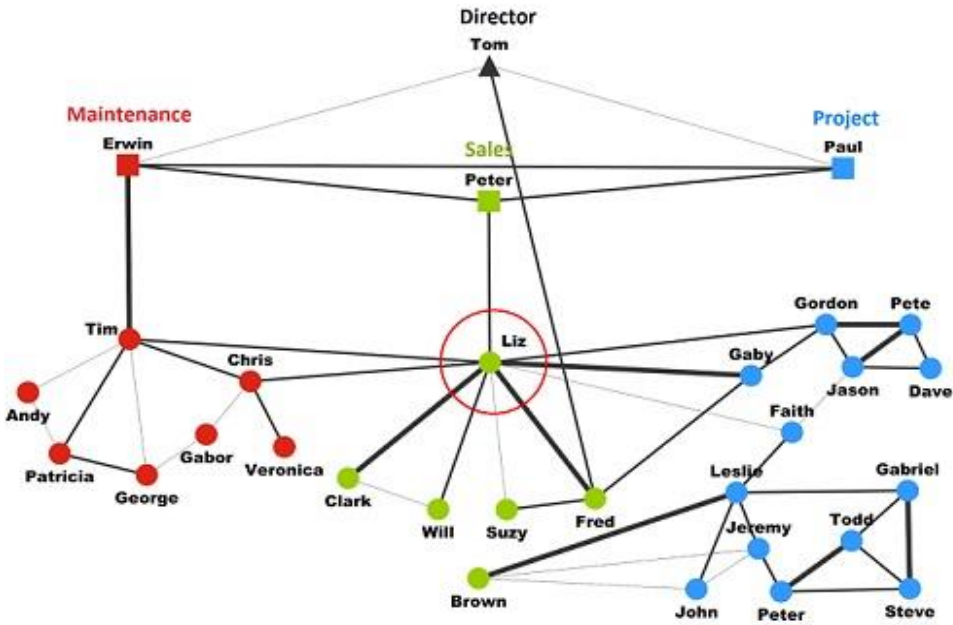 Director
Tom
Maintenance
Erwin
Sales
Peter
Project
Paul
Tim
Chris
Liz
Gordon
Pete
Gaby
Jason
Dave
Andy
Faith
Patricia
George
Gabor
Veronica
Clark
Will
Suzy
Fred
Leslie
Gabriel
Jeremy
Todd
Brown
John
Peter
Steve